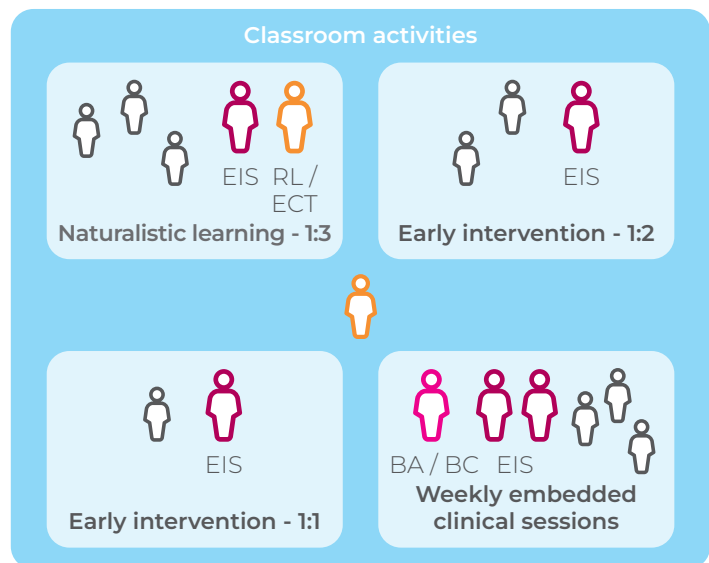 Classroom activities
EIS RL /
ECT
Naturalistic learning - 1:3
EIS
Early intervention - 1:2
EIS
Early intervention - 1:1
BA / BC EIS
Weekly embedded
clinical sessions